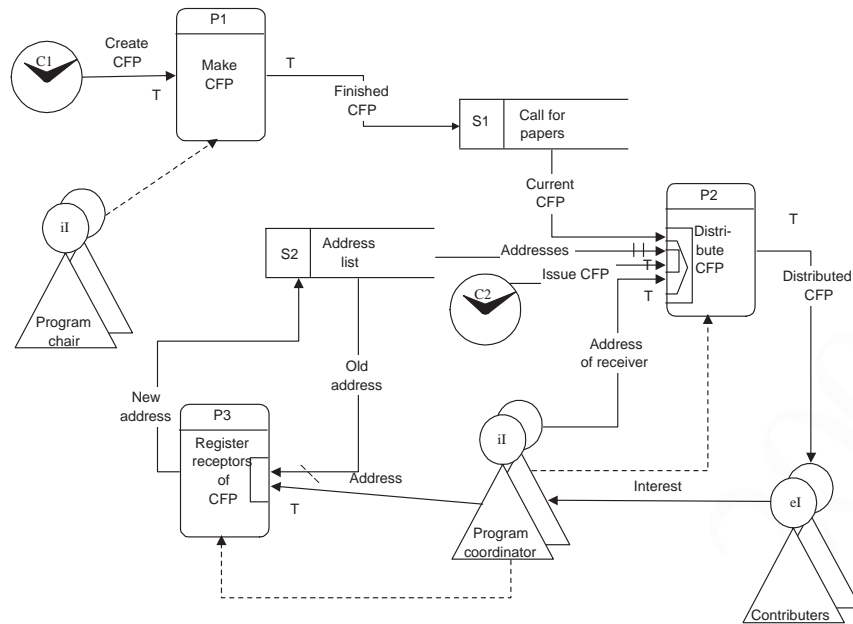 P1
Create
CFP
C1
T
Make
CFP
T
Finished
CFP
S1
Call for
papers
Current
CFP
P2
T
iI
Program
chair
S2
Address
list
Addresses
Distri-
bute
CFP
Issue CFP
T
C2
T
Distributed
CFP
Address
of receiver
Old
address
New
address
P3
Register
receptors
of
CFP
Address
T
iI
Program
coordinator
Interest
eI
Contributers